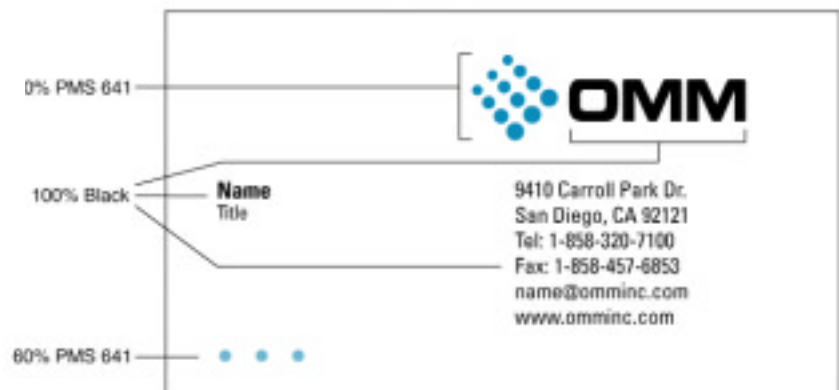 0% PMS 641
OMM
100% Black
Name
Title
9410 Carroll Park Dr.
San Diego, CA 92121
Tel: 1-858-320-7100
Fax: 1-858-457-6853
name@omminc.com
www.omminc.com
60% PMS 641